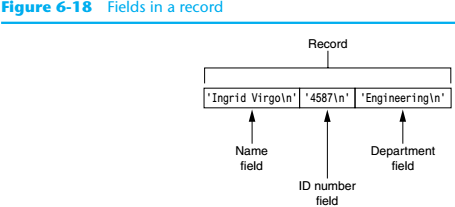 Figure 6-18 Fields in a record
Record
'Ingrid Virgo\n' '4587\n' 'Engineering\n'
Name
field
ID number
field
Department
field